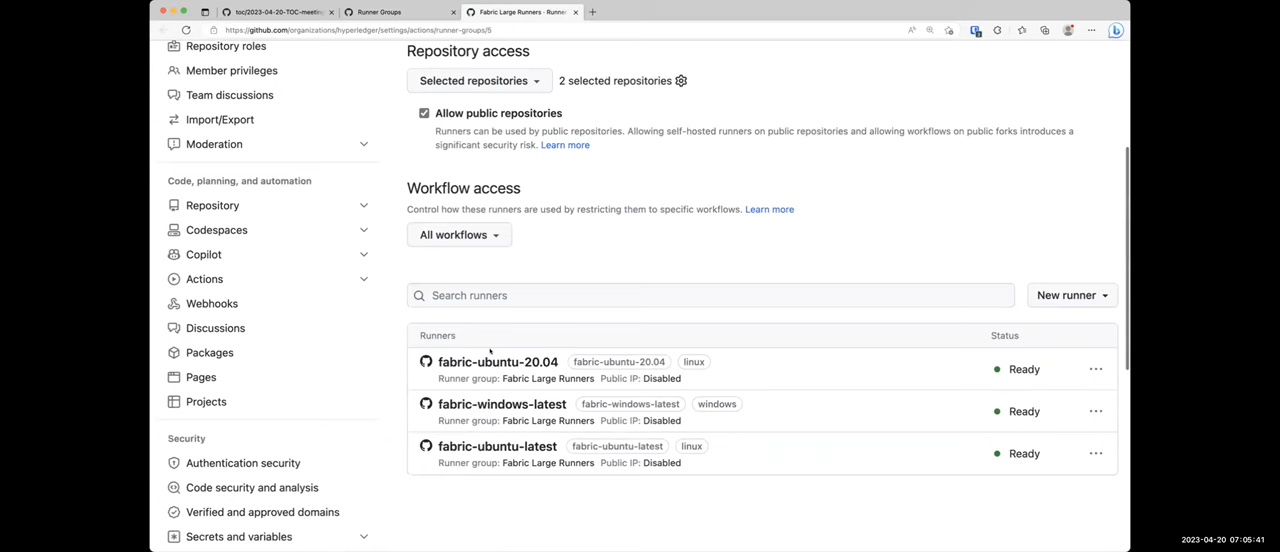 toc/2023-04-20-TOC-meetin
Runner Groups
Fabric Large Runners · Runne
https://github.com/organizations/hyperledger/settings/actions/runner-groups/5
Repository roles
Member privileges
Team discussions
Import/Export
Moderation
Code, planning, and automation
Repository
Codespaces
Copilot
Actions
Webhooks
Discussions
Packages
Pages
Projects
Security
Authentication security
Code security and analysis
Verified and approved domains
Secrets and variables
Repository access
Selected repositories
2 selected repositories
Allow public repositories
Runners can be used by public repositories. Allowing self-hosted runners on public repositories and allowing workflows on public forks introduces a
significant security risk. Learn more
Workflow access
Control how these runners are used by restricting them to specific workflows. Learn more
All workflows
Search runners
New runner
Runners Status
fabric-ubuntu-20.04 fabric-ubuntu-20.04 linux
Ready
Runner group: Fabric Large Runners Public IP: Disabled
fabric-windows-latest fabric-windows-latest windows
Ready
Runner group: Fabric Large Runners Public IP: Disabled
fabric-ubuntu-latest fabric-ubuntu-latest linux
Ready
Runner group: Fabric Large Runners Public IP: Disabled
2023-04-20 07:05:41